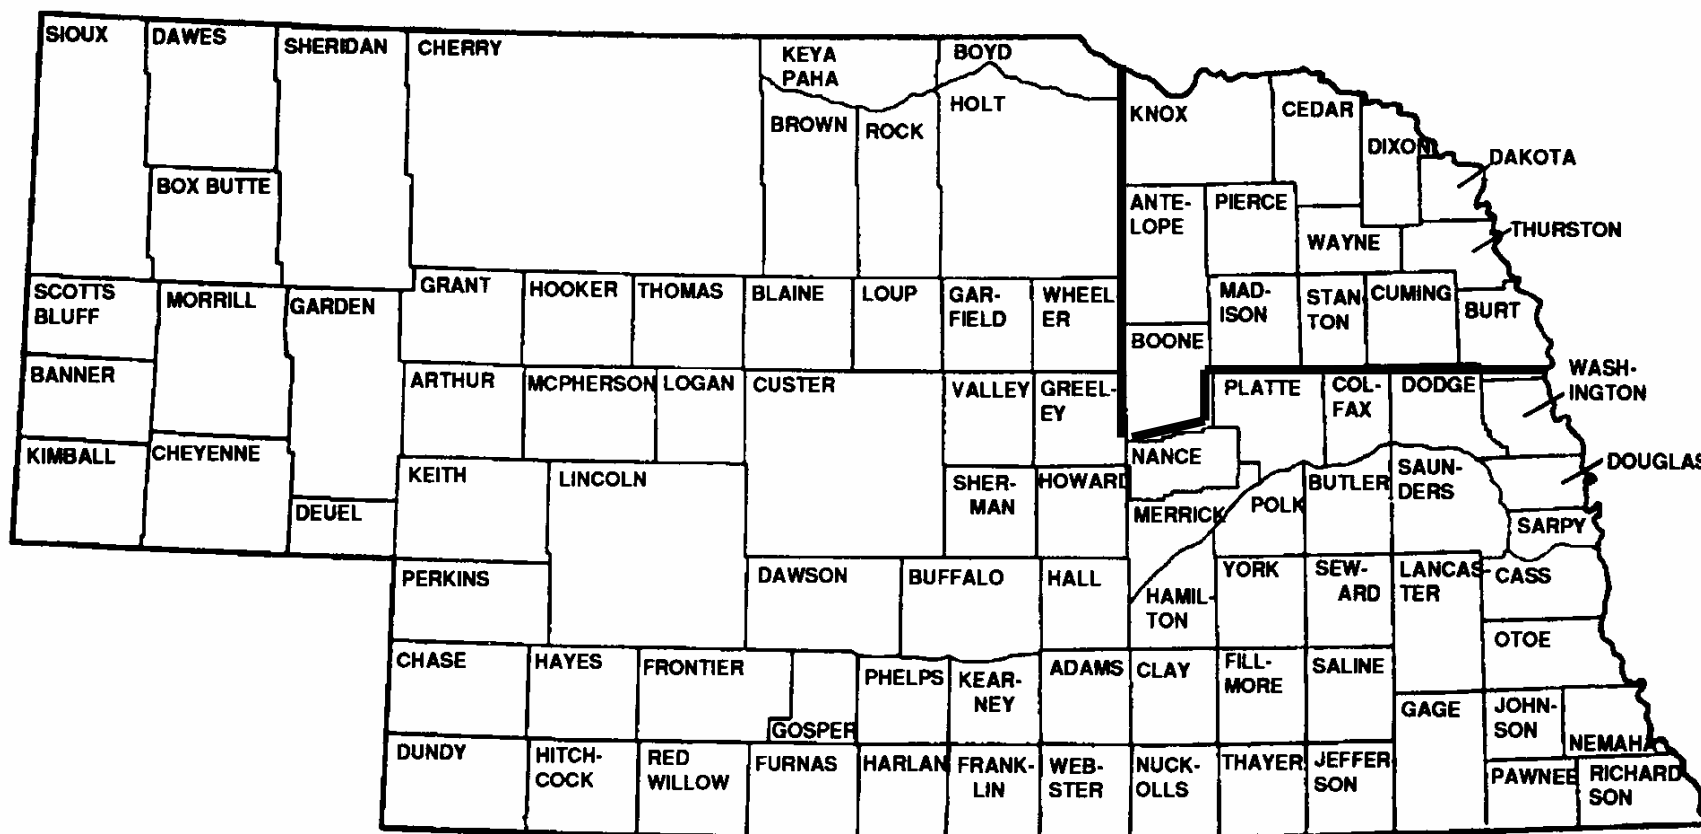 SIOUX
DAWES
SHERIDAN
CHERRY
KEYA
PAHA
BOYD
HOLT
BROWN
ROCK
KNOX
CEDAR
DIXON
DAKOTA
BOX BUTTE
ANTE-
LOPE
PIERCE
WAYNE
THURSTON
SCOTTS
BLUFF
MORRILL
GARDEN
GRANT
HOOKER
THOMAS
BLAINE
LOUP
GAR-
FIELD
WHEEL-
ER
BOONE
MAD-
ISON
STAN-
TON
CUMING
BURT
BANNER
ARTHUR
MCPHERSON
LOGAN
CUSTER
VALLEY
GREEL-
EY
PLATTE
COL-
FAX
DODGE
WASH-
INGTON
KIMBALL
CHEYENNE
DEUEL
KEITH
LINCOLN
SHER-
MAN
HOWARD
NANCE
MERRICK
POLK
BUTLER
SAUN-
DERS
DOUGLAS
SARPY
PERKINS
DAWSON
BUFFALO
HALL
HAMIL-
TON
YORK
SEW-
ARD
LANCAS-
TER
CASS
OTOE
CHASE
HAYES
FRONTIER
GOSPER
PHELPS
KEAR-
NEY
ADAMS
CLAY
FILL-
MORE
SALINE
GAGE
JOHN-
SON
NEMAHA
DUNDY
HITCH-
COCK
RED
WILLOW
FURNAS
HARLAN
FRANK-
LIN
WEB-
STER
NUCK-
OLLS
THAYER
JEFFER
SON
PAWNEE
RICHARD
SON